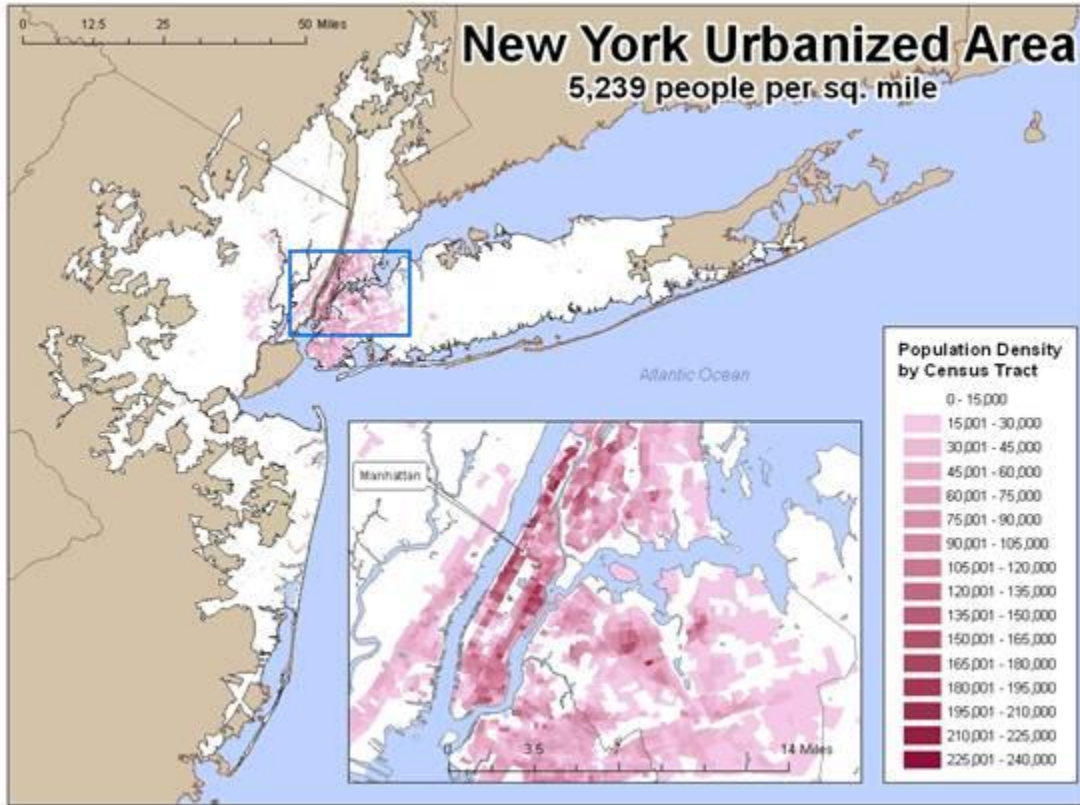 0 12.5 25 50 Miles
New York Urbanized Area
5,239 people per sq. mile
Atlantic Ocean
Population Density
by Census Tract
0 - 15,000
15,001 - 30,000
30,001 - 45,000
45,001 - 60,000
60,001 - 75,000
75,001 - 90,000
90,001 - 105,000
105,001 - 120,000
120,001 - 135,000
135,001 - 150,000
150,001 - 165,000
165,001 - 180,000
180,001 - 195,000
195,001 - 210,000
210,001 - 225,000
225,001 - 240,000
Manhattan
0 3.5 7 14 Miles